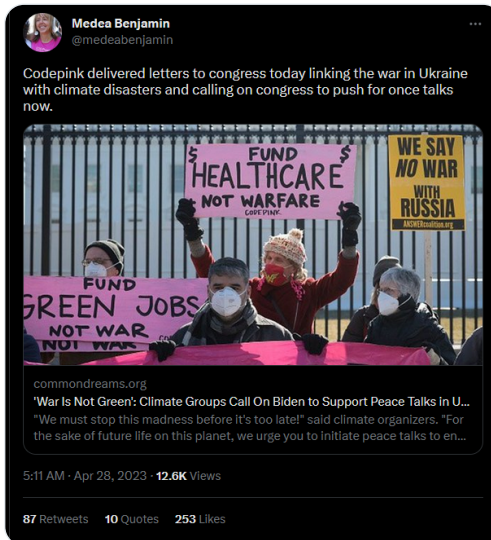 Medea Benjamin
@medeabenjamin
Codepink delivered letters to congress today linking the war in Ukraine
with climate disasters and calling on congress to push for once talks
now.
$ FUND $
HEALTHCARE
NOT WARFARE
CODEPINK
WE SAY
NO WAR
WITH
RUSSIA
ANSWERcoalition.org
FUND
GREEN JOBS
NOT WAR
NOT WAR
commondreams.org
'War Is Not Green': Climate Groups Call On Biden to Support Peace Talks in U...
"We must stop this madness before it's too late!" said climate organizers. "For
the sake of future life on this planet, we urge you to initiate peace talks to en...
5:11 AM · Apr 28, 2023 · 12.6K Views
87 Retweets 10 Quotes 253 Likes